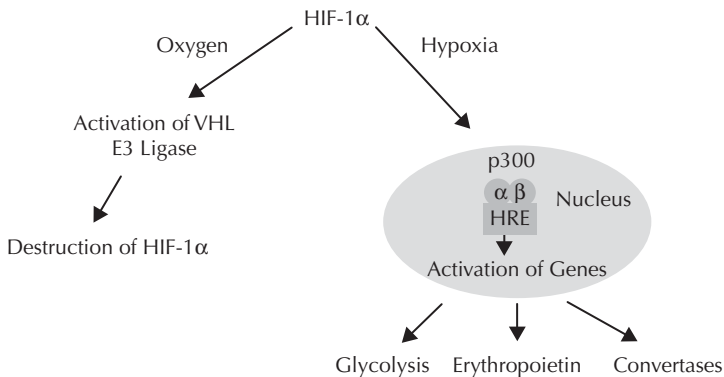 HIF-1α
Oxygen
Hypoxia
Activation of VHL
E3 Ligase
Destruction of HIF-1α
p300
α β
HRE
Nucleus
Activation of Genes
Glycolysis
Erythropoietin
Convertases